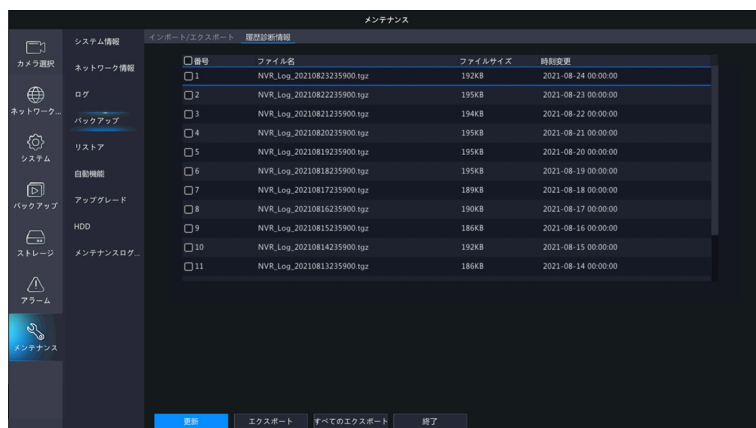 メンテナンス
カメラ選択
ネットワーク...
システム
バックアップ
ストレージ
アラーム
メンテナンス
システム情報
ネットワーク情報
ログ
バックアップ
リストア
自動機能
アップグレード
HDD
メンテナンスログ...
インポート/エクスポート 履歴診断情報
番号 ファイル名 ファイルサイズ 時刻変更
1 NVR_Log_20210823235900.tgz 192KB 2021-08-24 00:00:00
2 NVR_Log_20210822235900.tgz 195KB 2021-08-23 00:00:00
3 NVR_Log_20210821235900.tgz 194KB 2021-08-22 00:00:00
4 NVR_Log_20210820235900.tgz 195KB 2021-08-21 00:00:00
5 NVR_Log_20210819235900.tgz 195KB 2021-08-20 00:00:00
6 NVR_Log_20210818235900.tgz 195KB 2021-08-19 00:00:00
7 NVR_Log_20210817235900.tgz 189KB 2021-08-18 00:00:00
8 NVR_Log_20210816235900.tgz 190KB 2021-08-17 00:00:00
9 NVR_Log_20210815235900.tgz 186KB 2021-08-16 00:00:00
10 NVR_Log_20210814235900.tgz 192KB 2021-08-15 00:00:00
11 NVR_Log_20210813235900.tgz 186KB 2021-08-14 00:00:00
更新 エクスポート すべてのエクスポート 終了